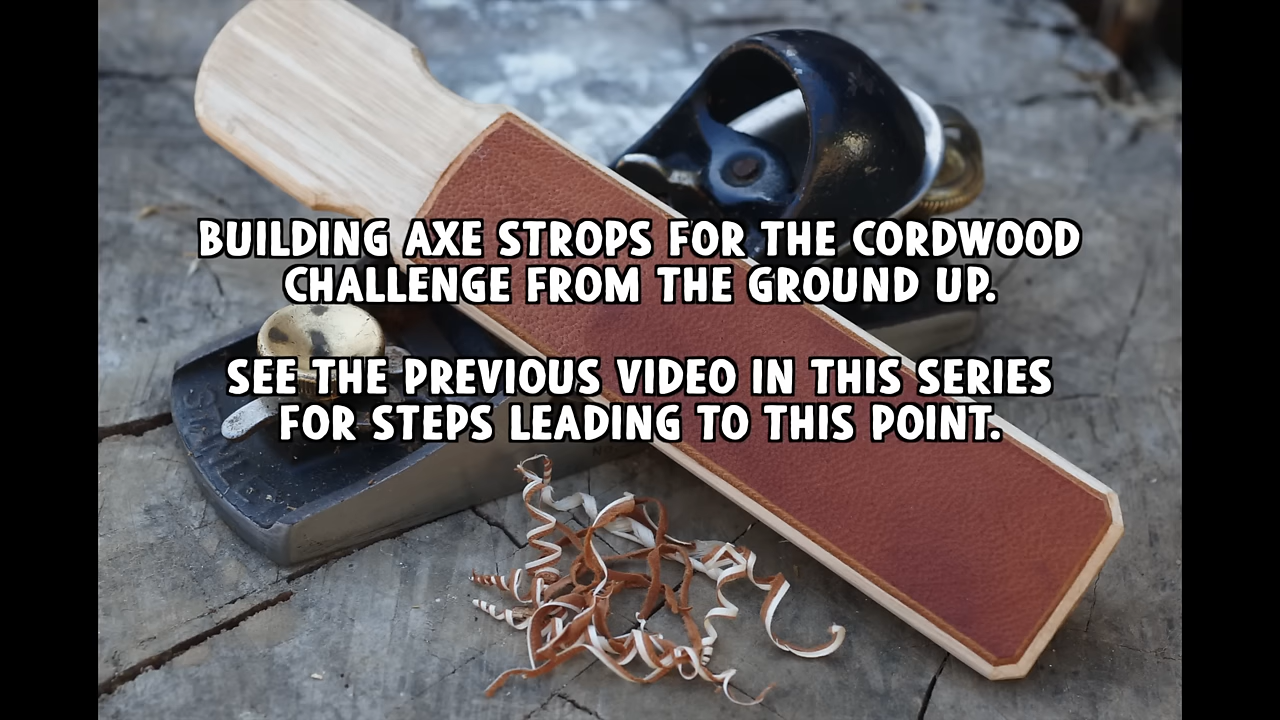 BUILDING AXE STROPS FOR THE CORDWOOD
CHALLENGE FROM THE GROUND UP.
SEE THE PREVIOUS VIDEO IN THIS SERIES
FOR STEPS LEADING TO THIS POINT.